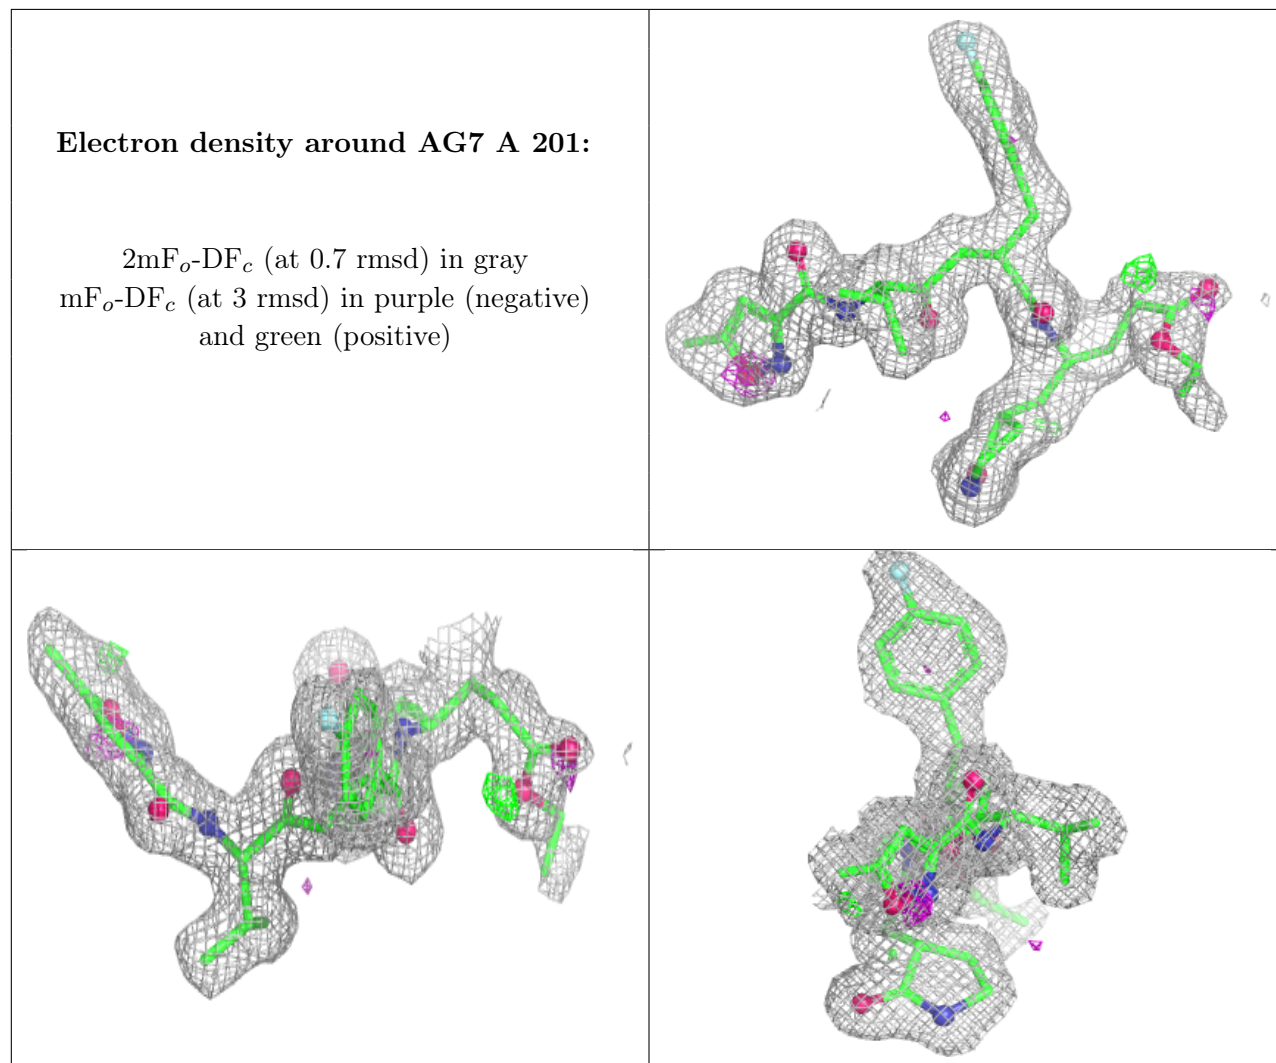 Electron density around AG7 A 201:
2mFₒ-DF𝒸 (at 0.7 rmsd) in gray
mFₒ-DF𝒸 (at 3 rmsd) in purple (negative)
and green (positive)